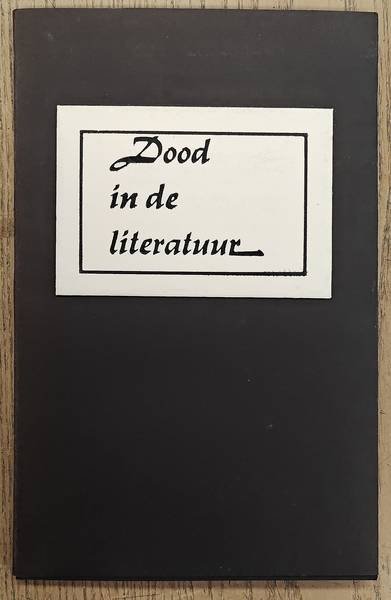 Dood
in de
literatuur